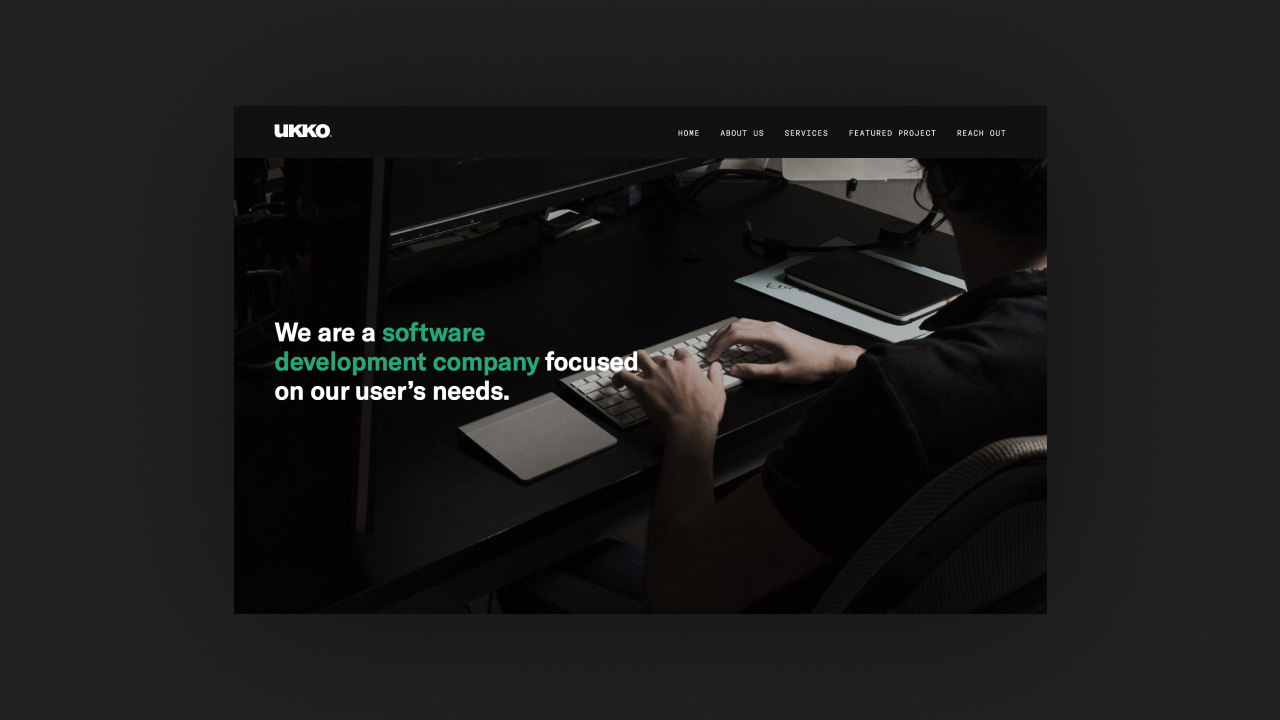 UKKO.
HOME ABOUT US SERVICES FEATURED PROJECT REACH OUT
We are a software
development company focused
on our user’s needs.